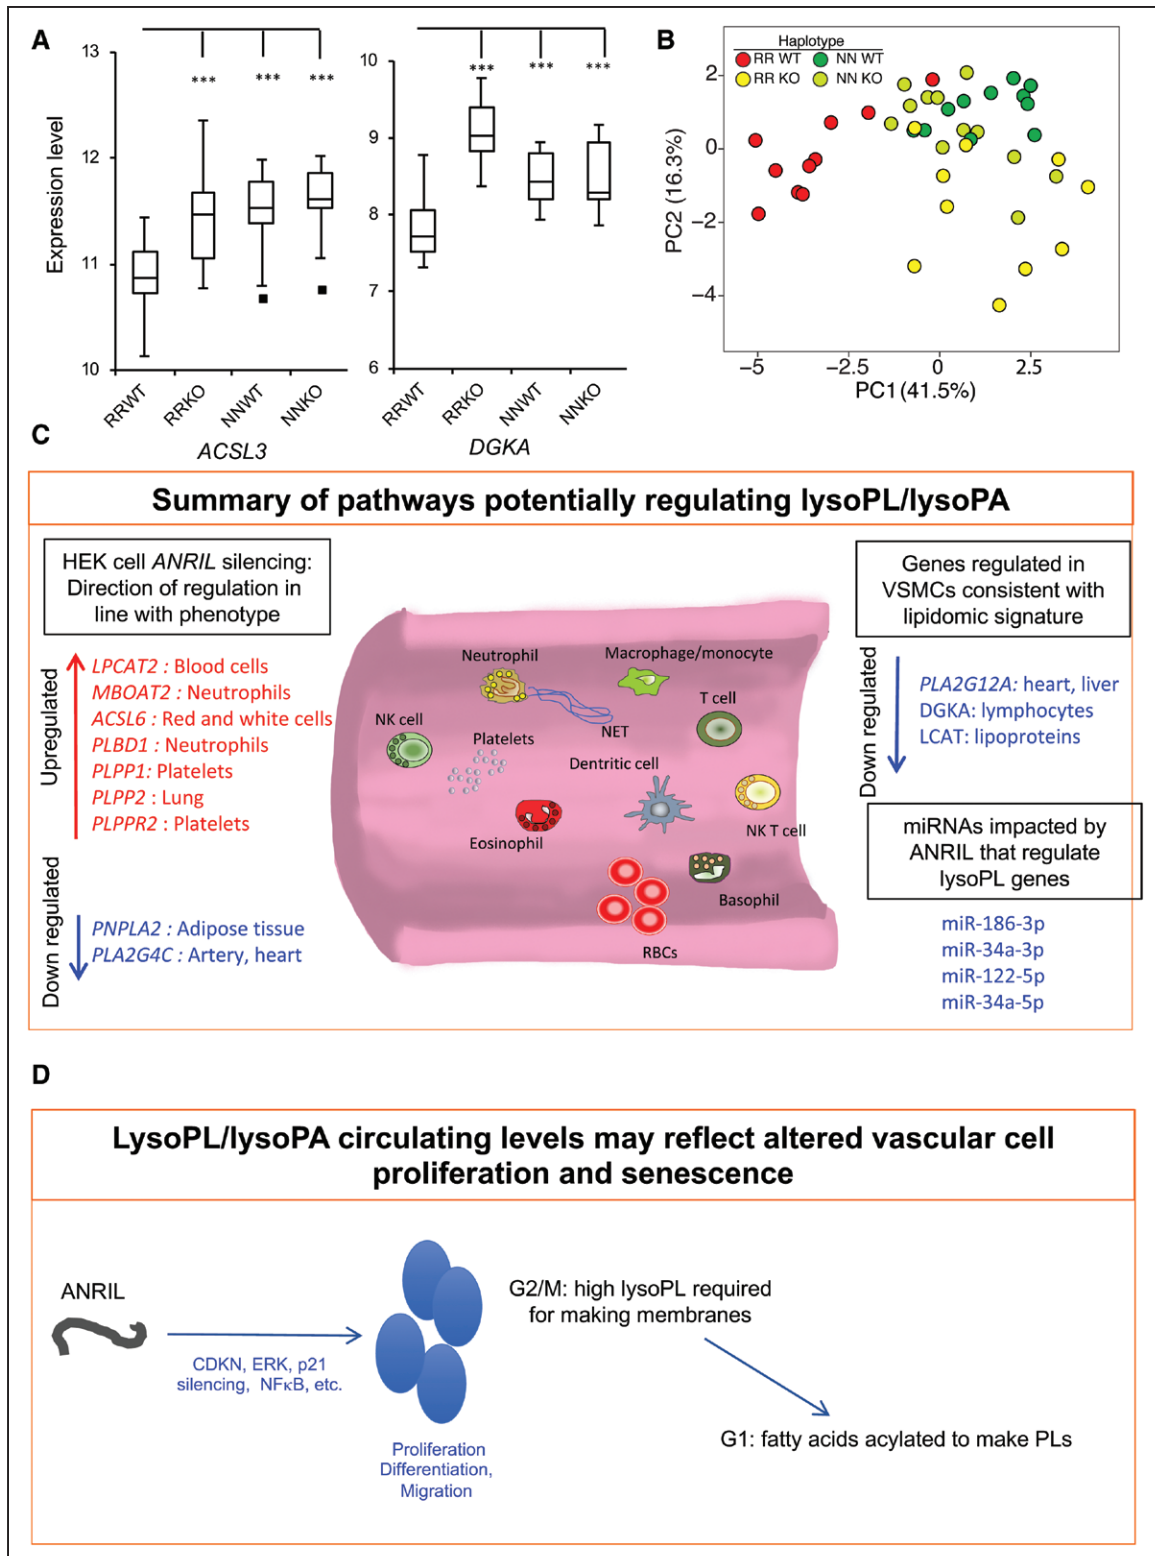 A
Expression level
13
12
11
10
***
***
***
RRWT
RRKO
NNWT
NNKO
ACSL3
10
9
8
7
6
***
***
***
RRWT
RRKO
NNWT
NNKO
DGKA
B
Haplotype
RR WT
NN WT
RR KO
NN KO
PC2 (16.3%)
2
0
−2
−4
−5
−2.5
0
2.5
PC1 (41.5%)
C
Summary of pathways potentially regulating lysoPL/lysoPA
HEK cell ANRIL silencing:
Direction of regulation in
line with phenotype
Upregulated
LPCAT2 : Blood cells
MBOAT2 : Neutrophils
ACSL6 : Red and white cells
PLBD1 : Neutrophils
PLPP1: Platelets
PLPP2 : Lung
PLPPR2 : Platelets
Down regulated
PNPLA2 : Adipose tissue
PLA2G4C : Artery, heart
Neutrophil
Macrophage/monocyte
NK cell
NET
T cell
Platelets
Dentritic cell
Eosinophil
NK T cell
Basophil
RBCs
Genes regulated in
VSMCs consistent with
lipidomic signature
Down regulated
PLA2G12A: heart, liver
DGKA: lymphocytes
LCAT: lipoproteins
miRNAs impacted by
ANRIL that regulate
lysoPL genes
miR-186-3p
miR-34a-3p
miR-122-5p
miR-34a-5p
D
LysoPL/lysoPA circulating levels may reflect altered vascular cell
proliferation and senescence
ANRIL
CDKN, ERK, p21
silencing, NFκB, etc.
Proliferation
Differentiation,
Migration
G2/M: high lysoPL required
for making membranes
G1: fatty acids acylated to make PLs